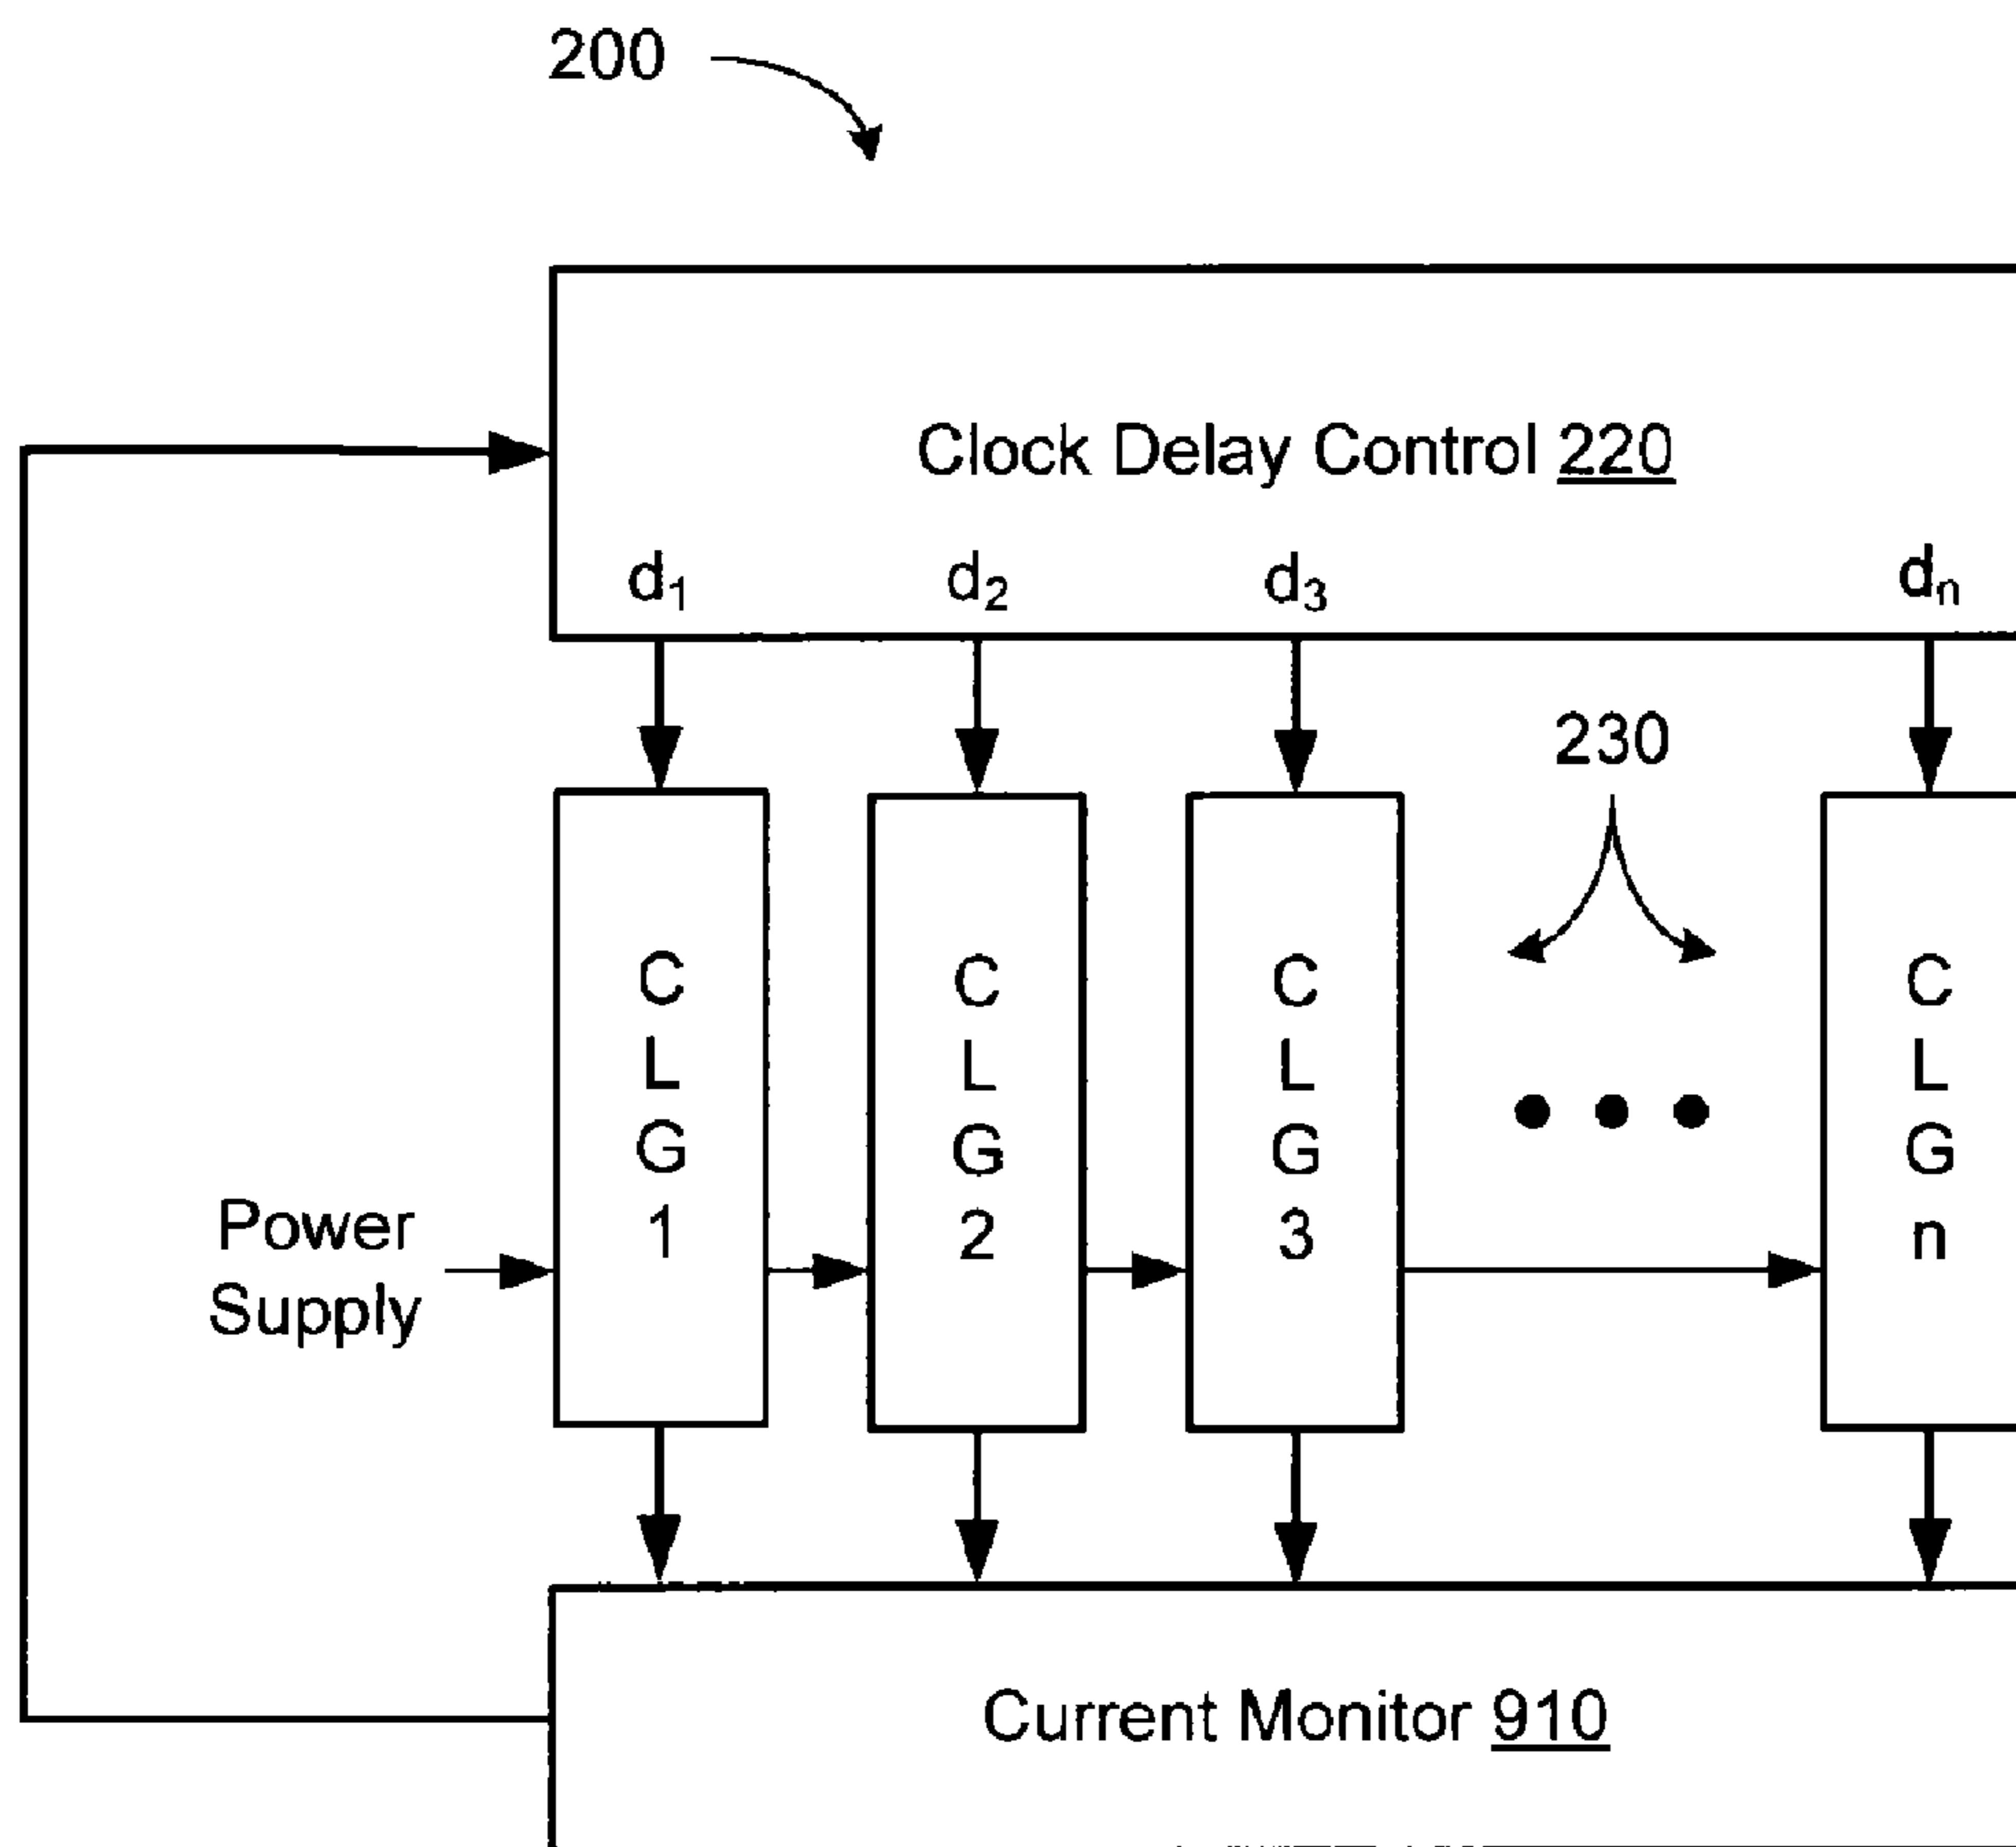 200
Clock Delay Control 220
d₁ d₂ d₃ dₙ
230
C
L
G
1
C
L
G
2
C
L
G
3
C
L
G
n
Power
Supply
Current Monitor 910